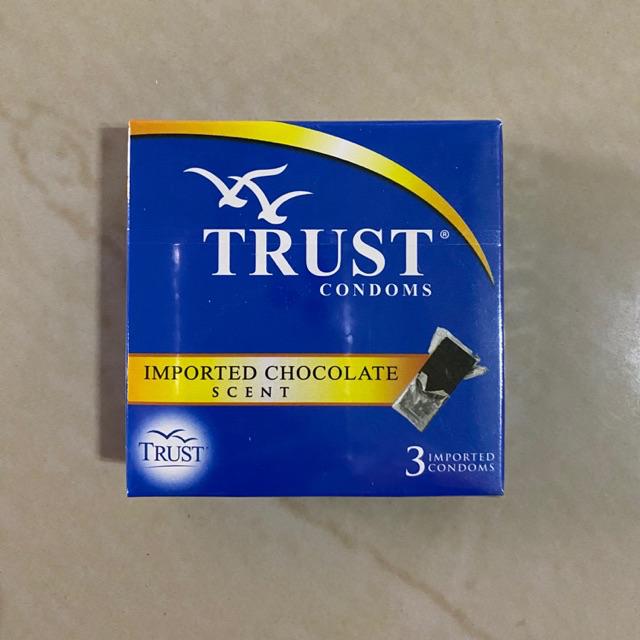 TRUST®
CONDOMS
IMPORTED CHOCOLATE
SCENT
TRUST
3 IMPORTED
CONDOMS